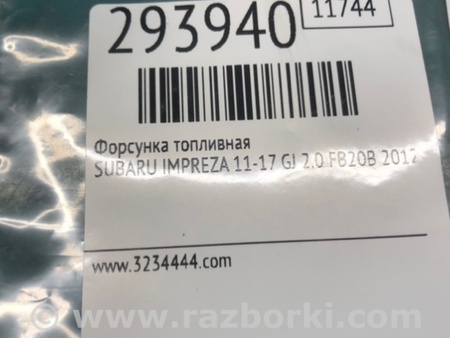 293940
11744
Форсунка топливная
SUBARU IMPREZA 11-17 GJ 2.0 FB20B 2012
www.3234444.com
www.razborki.com